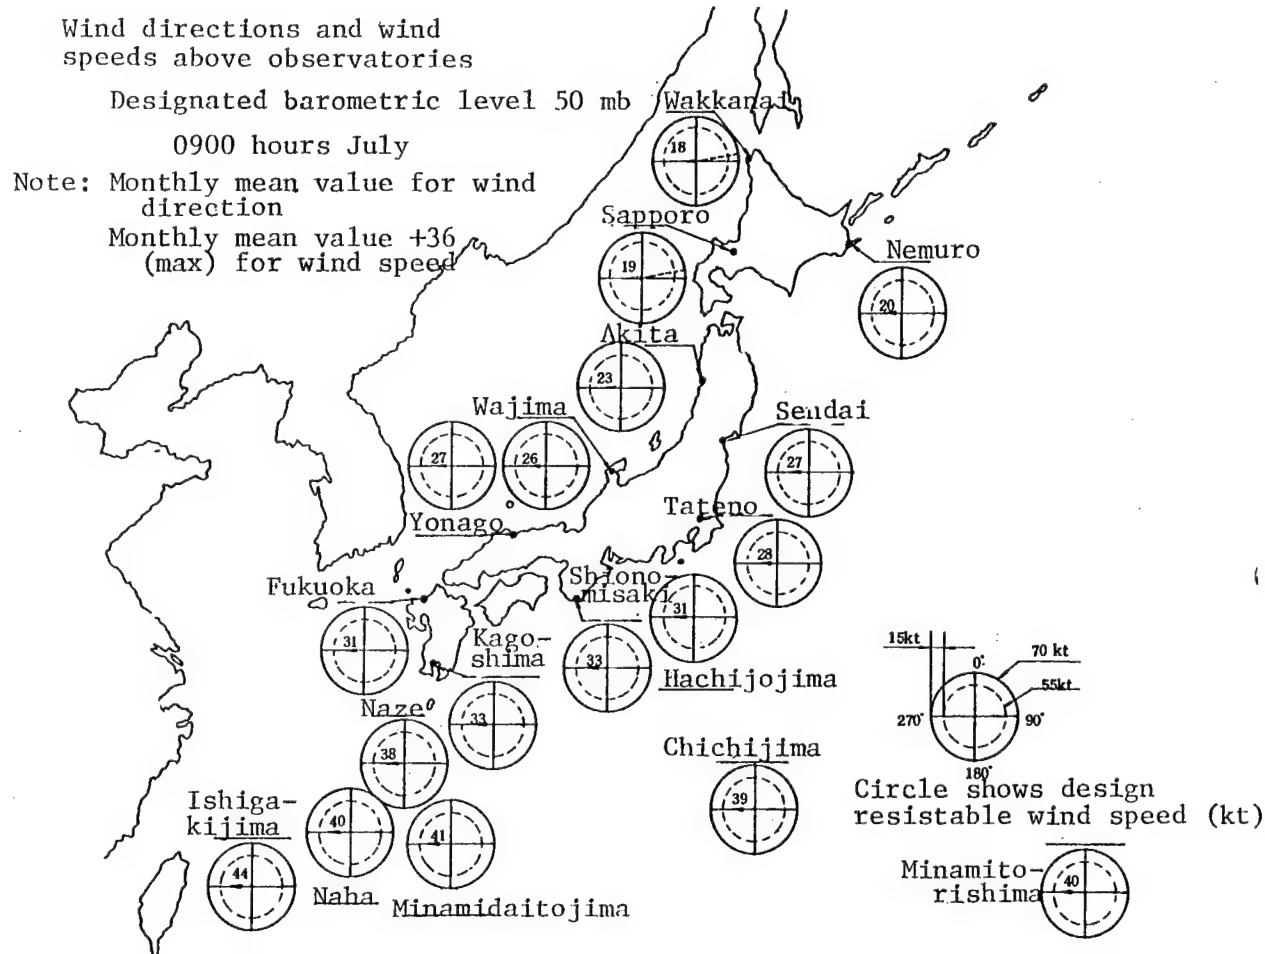 Wind directions and wind
speeds above observatories
Designated barometric level 50 mb
0900 hours July
Note: Monthly mean value for wind
direction
Monthly mean value +36
(max) for wind speed
Wakkanai
18
Sapporo
19
Nemuro
20
Akita
23
Wajima
27
26
Sendai
27
Yonago
Tateno
28
Fukuoka
31
Shiono-
misaki
31
Kago-
shima
33
Hachijojima
33
Naze
38
Chichijima
39
15kt
0°
70 kt
55kt
270°
90°
180°
Circle shows design
resistable wind speed (kt)
Ishiga-
kijima
44
40
Naha
41
Minamidaitojima
Minamito-
rishima
40